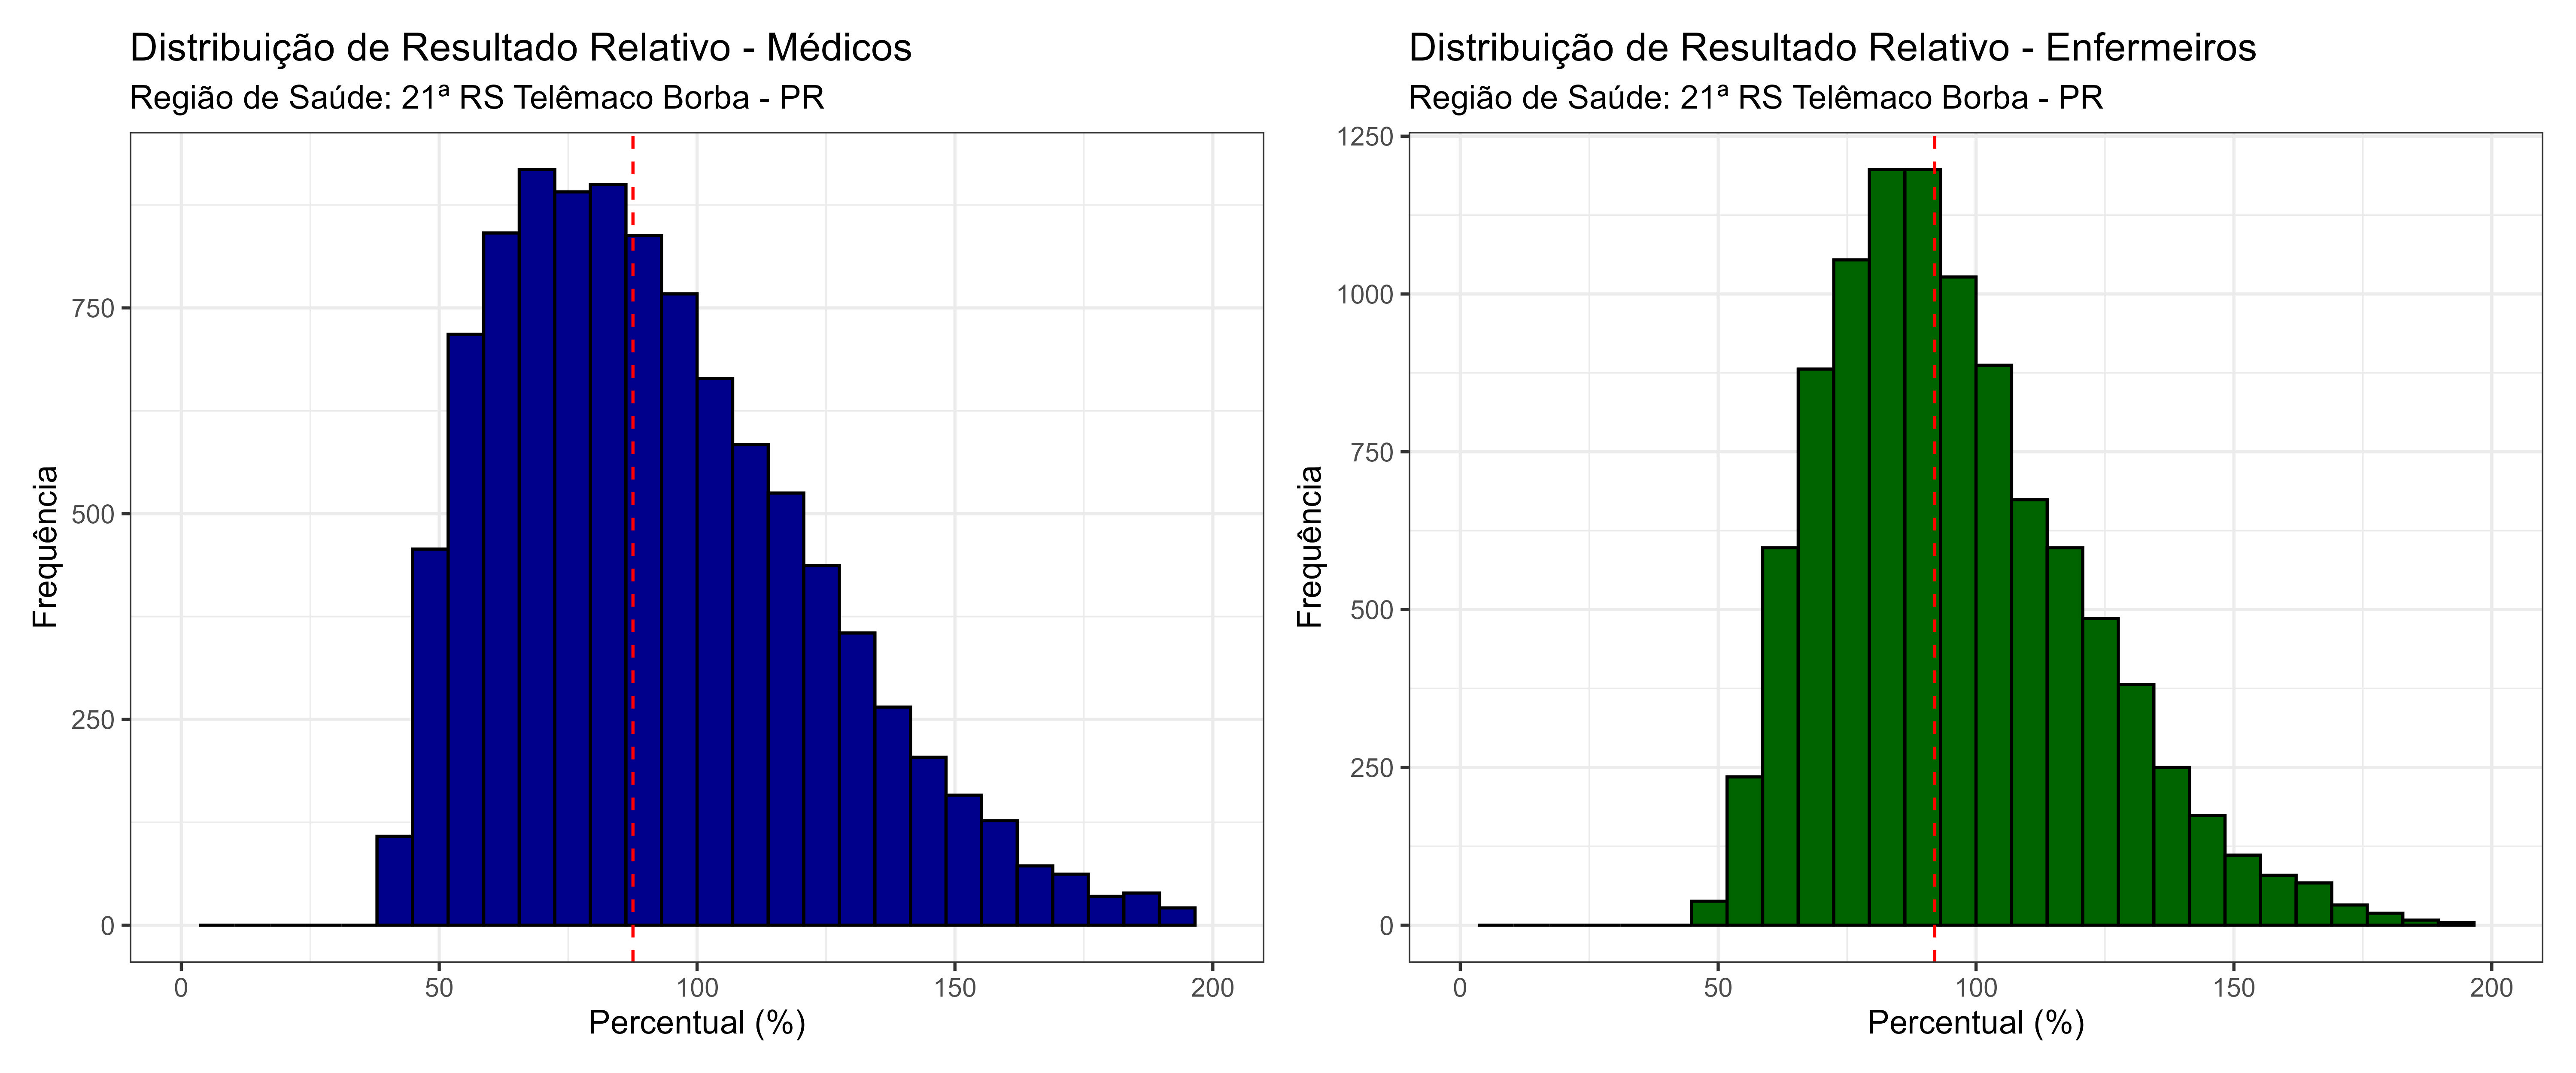 Distribuição de Resultado Relativo - Médicos
Região de Saúde: 21ª RS Telêmaco Borba - PR
Frequência
750
500
250
0
0 50 100 150 200
Percentual (%)
Distribuição de Resultado Relativo - Enfermeiros
Região de Saúde: 21ª RS Telêmaco Borba - PR
Frequência
1250
1000
750
500
250
0
0 50 100 150 200
Percentual (%)